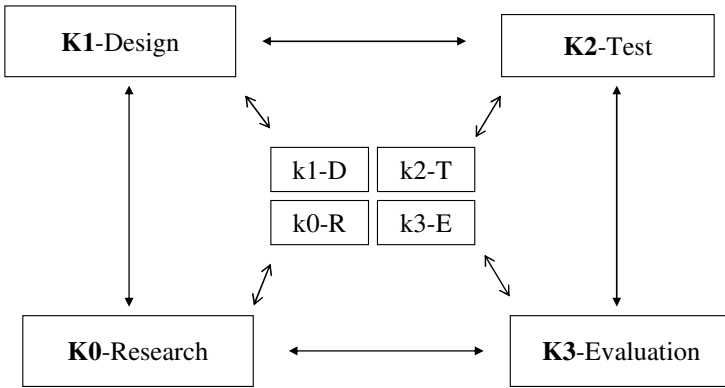 K1-Design
K2-Test
k1-D
k2-T
k0-R
k3-E
K0-Research
K3-Evaluation